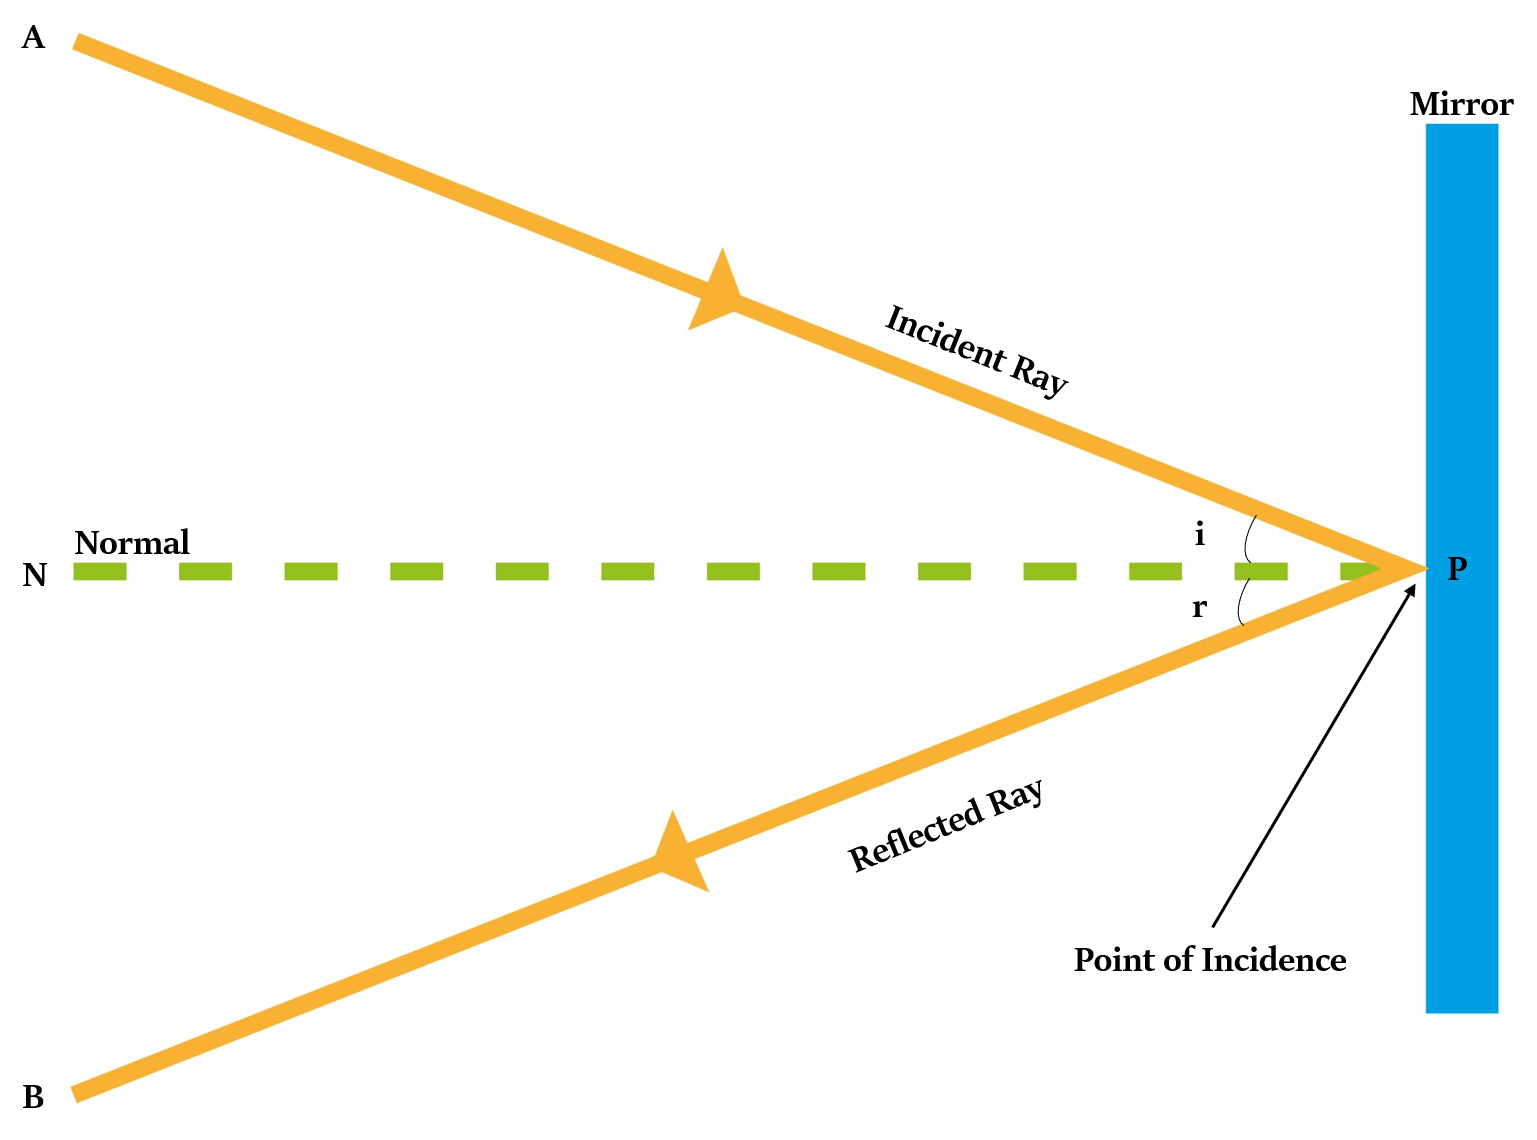 A
Mirror
Incident Ray
i
Normal
N
P
r
Reflected Ray
Point of Incidence
B